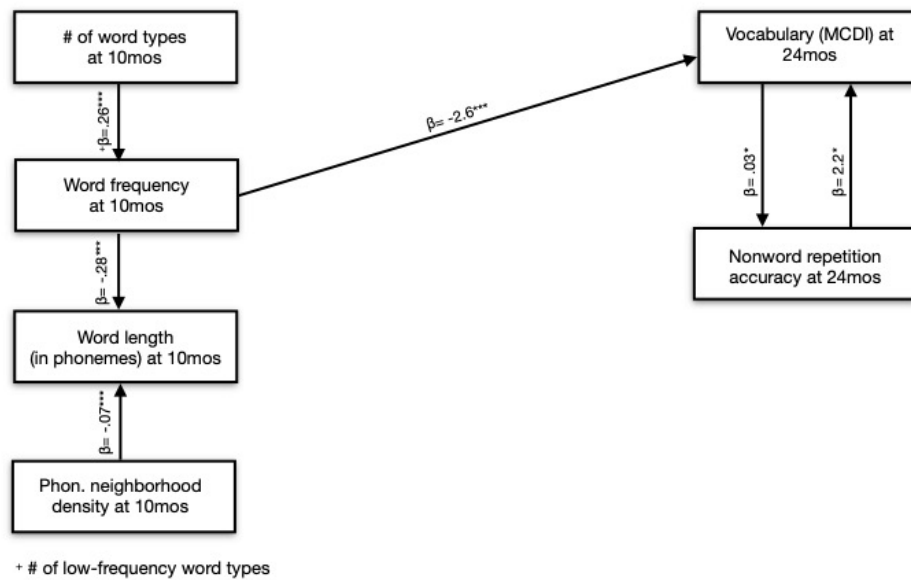 # of word types
at 10mos
⁺β=.26***
Word frequency
at 10mos
β= -.28***
Word length
(in phonemes) at 10mos
β= -.07***
Phon. neighborhood
density at 10mos
β= -2.6***
Vocabulary (MCDI) at
24mos
β= .03*
β= 2.2*
Nonword repetition
accuracy at 24mos
⁺ # of low-frequency word types